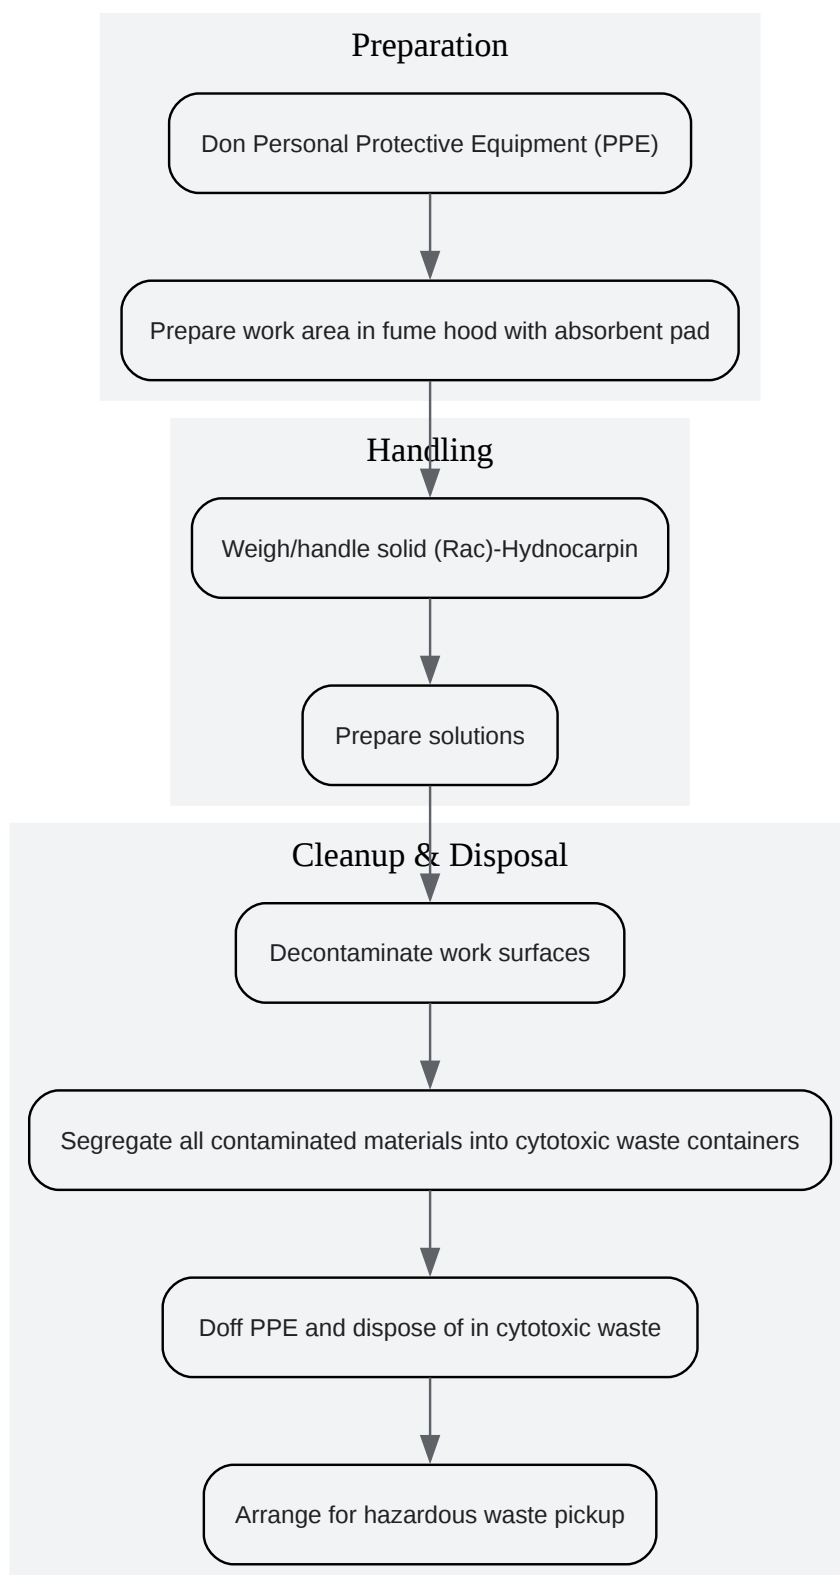 Preparation
Don Personal Protective Equipment (PPE)
Prepare work area in fume hood with absorbent pad
Handling
Weigh/handle solid (Rac)-Hydnocarpin
Prepare solutions
Cleanup & Disposal
Decontaminate work surfaces
Segregate all contaminated materials into cytotoxic waste containers
Doff PPE and dispose of in cytotoxic waste
Arrange for hazardous waste pickup